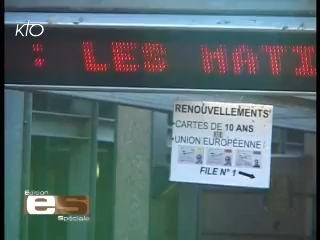 KTO
: LES MATI
RENOUVELLEMENTS
CARTES DE 10 ANS
ET
UNION EUROPÉENNE :
FILE N° 1
Edition
es
Spéciale